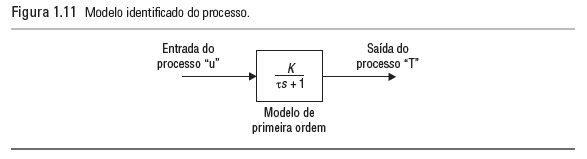 Figura 1.11 Modelo identificado do processo.
Entrada do
processo “u”
Saída do
processo “T”
K
τs + 1
Modelo de
primeira ordem